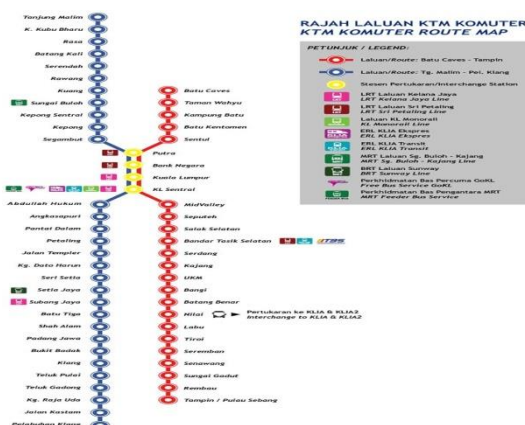 RAJAH LALUAN KTM KOMUTER
KTM KOMUTER ROUTE MAP
PETUNJUK / LEGEND:
Laluan/Route: Batu Caves - Tampin
Laluan/Route: Tg. Malim - Pel. Klang
Stesen Pertukaran/Interchange Station
LRT Laluan Kelana Jaya
LRT Kelana Jaya Line
LRT Laluan Sri Petaling
LRT Sri Petaling Line
Laluan KL Monorail
KL Monorail Line
ERL KLIA Ekspres
ERL KLIA Ekspres
ERL KLIA Transit
ERL KLIA Transit
MRT Laluan Sg. Buloh - Kajang
MRT Sg. Buloh - Kajang Line
BRT Laluan Sunway
BRT Sunway Line
Perkhidmatan Bas Percuma GoKL
Free Bus Service GoKL
Perkhidmatan Bas Pengantara MRT
MRT Feeder Bus Service
Tanjung Malim
K. Kubu Bharu
Rasa
Batang Kali
Serendah
Rawang
Kuang
Sungai Buloh
Kepong Sentral
Kepong
Segambut
Batu Caves
Taman Wahyu
Kampung Batu
Batu Kentomen
Sentul
Putra
Bank Negara
Kuala Lumpur
KL Sentral
Abdullah Hukum
Angkasapuri
Pantai Dalam
Petaling
Jalan Templer
Kg. Dato Harun
Seri Setia
Setia Jaya
Subang Jaya
Batu Tiga
Shah Alam
Padang Jawa
Bukit Badak
Klang
Teluk Pulai
Teluk Gadong
Kg. Raja Uda
Jalan Kastam
Pelabuhan Klang
MidValley
Seputeh
Salak Selatan
Bandar Tasik Selatan
TBS
Serdang
Kajang
UKM
Bangi
Batang Benar
Nilai
Pertukaran ke KLIA & KLIA2
Interchange to KLIA & KLIA2
Labu
Tiroi
Seremban
Senawang
Sungai Gadut
Rembau
Tampin / Pulau Sebang